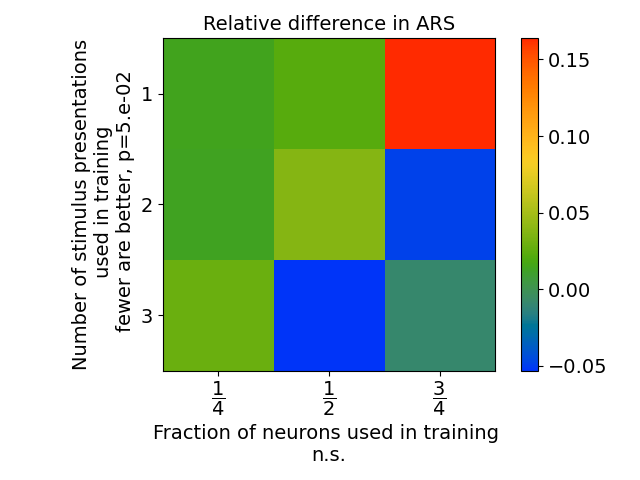 Relative difference in ARS
Number of stimulus presentations
used in training
fewer are better, p=5.e-02
1
2
3
1/4
1/2
3/4
Fraction of neurons used in training
n.s.
0.15
0.10
0.05
0.00
−0.05